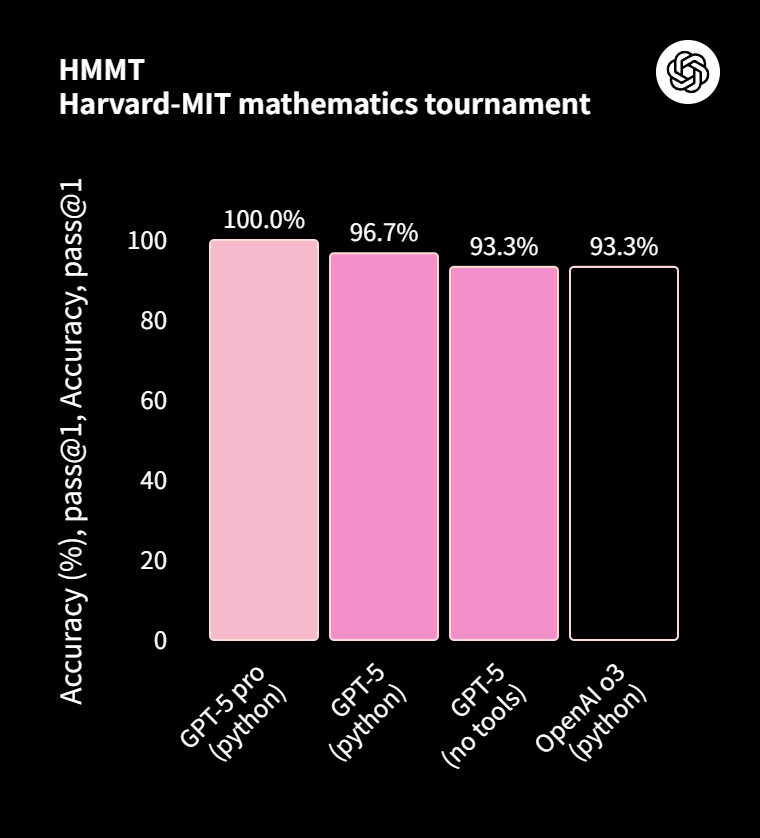 HMMT
Harvard-MIT mathematics tournament
Accuracy (%), pass@1, Accuracy, pass@1
100
80
60
40
20
0
100.0%
96.7%
93.3%
93.3%
GPT-5 pro
(python)
GPT-5
(python)
GPT-5
(no tools)
OpenAI o3
(python)